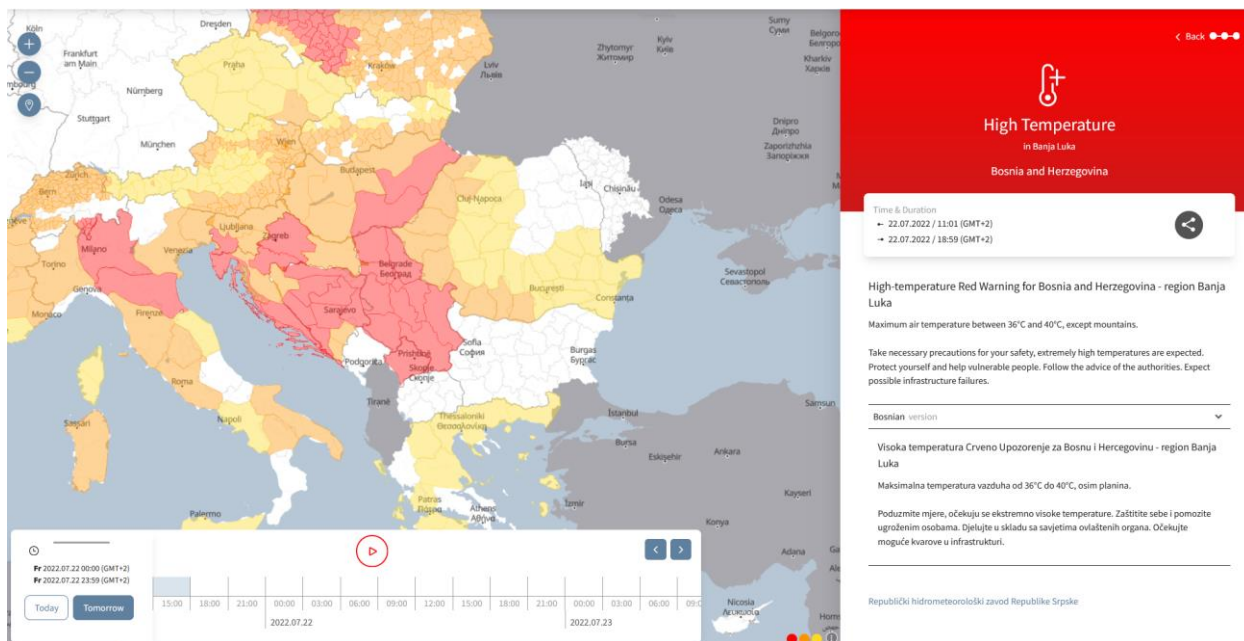 Köln
Dresden
Frankfurt
am Main
Praha
Nürnberg
Stuttgart
München
Kraków
Lviv
Львів
Zhytomyr
Житомир
Kyiv
Київ
Sumy
Суми
Kharkiv
Харків
Dnipro
Дніпро
Zaporizhzhia
Запоріжжя
Wien
Budapest
Zürich
Bern
Milano
Torino
Genova
Monaco
Venezia
Ljubljana
Zagreb
Firenze
Roma
Napoli
Sassari
Palermo
Belgrade
Београд
Sarajevo
Podgorica
Prishtinë
Skopje
Скопје
Tiranë
Sofia
София
Burgas
Бургас
Cluj-Napoca
Iași
Chișinău
Odesa
Одеса
București
Constanța
Sevastopol
Севастополь
Thessaloniki
Θεσσαλονίκη
Patras
Πάτρα
Athens
Αθήνα
İstanbul
Bursa
Eskişehir
Ankara
İzmir
Samsun
Kayseri
Konya
Adana
Nicosia
Λευκωσία
Fr 2022.07.22 00:00 (GMT+2)
Fr 2022.07.22 23:59 (GMT+2)
Today
Tomorrow
15:00 18:00 21:00 00:00 03:00 06:00 09:00 12:00 15:00 18:00 21:00 00:00 03:00 06:00
2022.07.22
2022.07.23
Back
High Temperature
in Banja Luka
Bosnia and Herzegovina
Time & Duration
22.07.2022 / 11:01 (GMT+2)
22.07.2022 / 18:59 (GMT+2)
High-temperature Red Warning for Bosnia and Herzegovina - region Banja
Luka
Maximum air temperature between 36°C and 40°C, except mountains.
Take necessary precautions for your safety, extremely high temperatures are expected.
Protect yourself and help vulnerable people. Follow the advice of the authorities. Expect
possible infrastructure failures.
Bosnian version
Visoka temperatura Crveno Upozorenje za Bosnu i Hercegovinu - region Banja
Luka
Maksimalna temperatura vazduha od 36°C do 40°C, osim planina.
Poduzmite mjere, očekuju se ekstremno visoke temperature. Zaštitite sebe i pomozite
ugroženim osobama. Djelujte u skladu sa savjetima ovlaštenih organa. Očekujte
moguće kvarove u infrastrukturi.
Republički hidrometeorološki zavod Republike Srpske